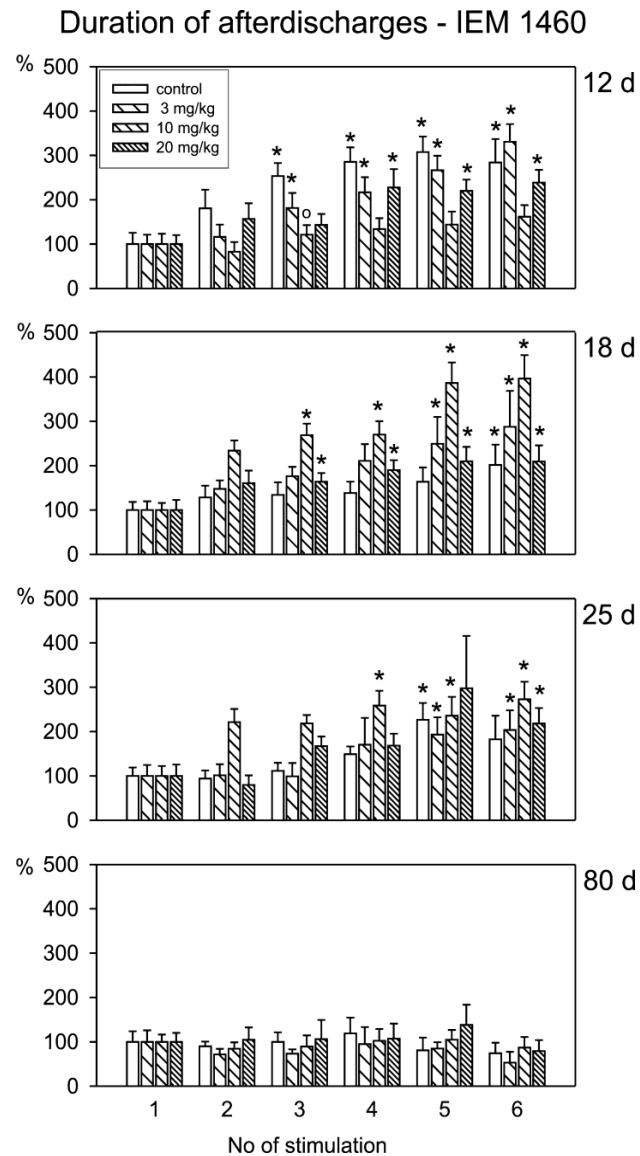 Duration of afterdischarges - IEM 1460
%
500
400
300
200
100
0
control
3 mg/kg
10 mg/kg
20 mg/kg
* * o * * * * * * * * *
12 d
500
400
300
200
100
0
* * * * * * * * * * *
18 d
%
500
400
300
200
100
0
* * * * * * *
25 d
%
500
400
300
200
100
0
80 d
1 2 3 4 5 6
No of stimulation